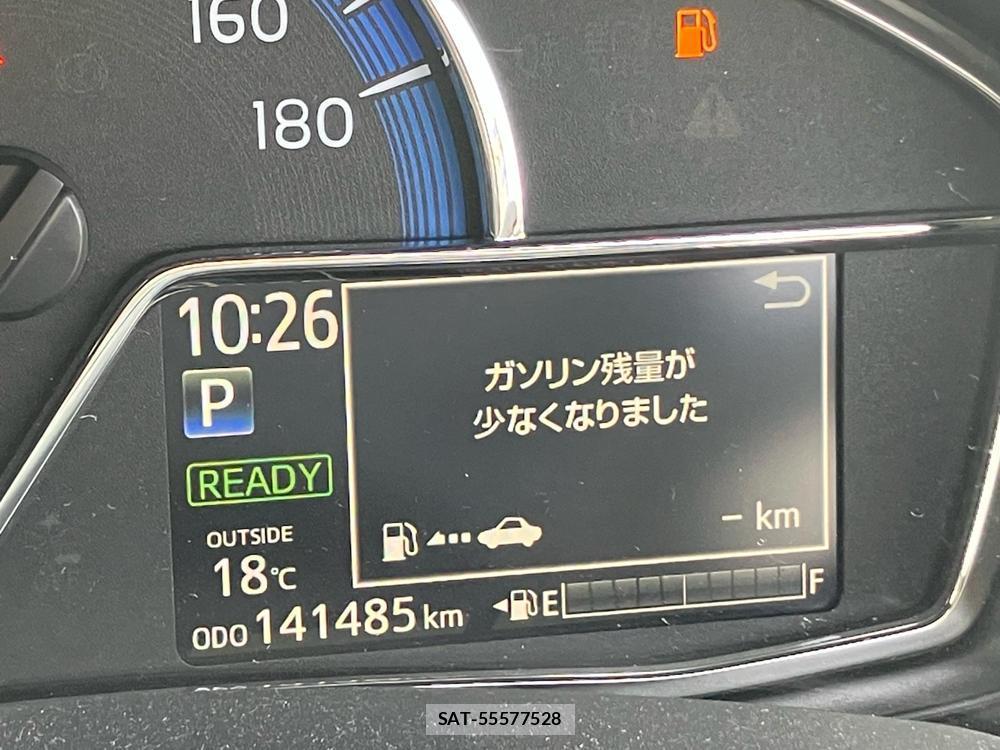 160
180
10:26
P
READY
OUTSIDE
18℃
ODO 141485 km
ガソリン残量が
少なくなりました
– km
E F
SAT-55577528